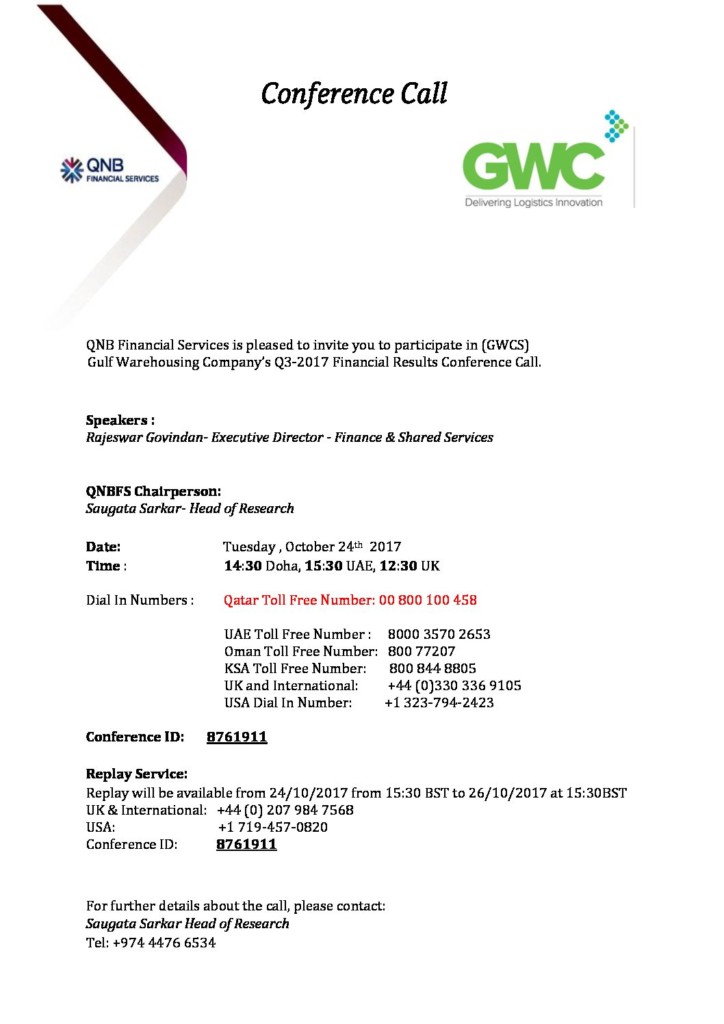 Conference Call
QNB
FINANCIAL SERVICES
GWC
Delivering Logistics Innovation
QNB Financial Services is pleased to invite you to participate in (GWCS)
Gulf Warehousing Company's Q3-2017 Financial Results Conference Call.
Speakers :
Rajeswar Govindan- Executive Director - Finance & Shared Services
QNBFS Chairperson:
Saugata Sarkar- Head of Research
Date: Tuesday , October 24th 2017
Time : 14:30 Doha, 15:30 UAE, 12:30 UK
Dial In Numbers : Qatar Toll Free Number: 00 800 100 458
UAE Toll Free Number : 8000 3570 2653
Oman Toll Free Number: 800 77207
KSA Toll Free Number: 800 844 8805
UK and International: +44 (0)330 336 9105
USA Dial In Number: +1 323-794-2423
Conference ID: 8761911
Replay Service:
Replay will be available from 24/10/2017 from 15:30 BST to 26/10/2017 at 15:30BST
UK & International: +44 (0) 207 984 7568
USA: +1 719-457-0820
Conference ID: 8761911
For further details about the call, please contact:
Saugata Sarkar Head of Research
Tel: +974 4476 6534